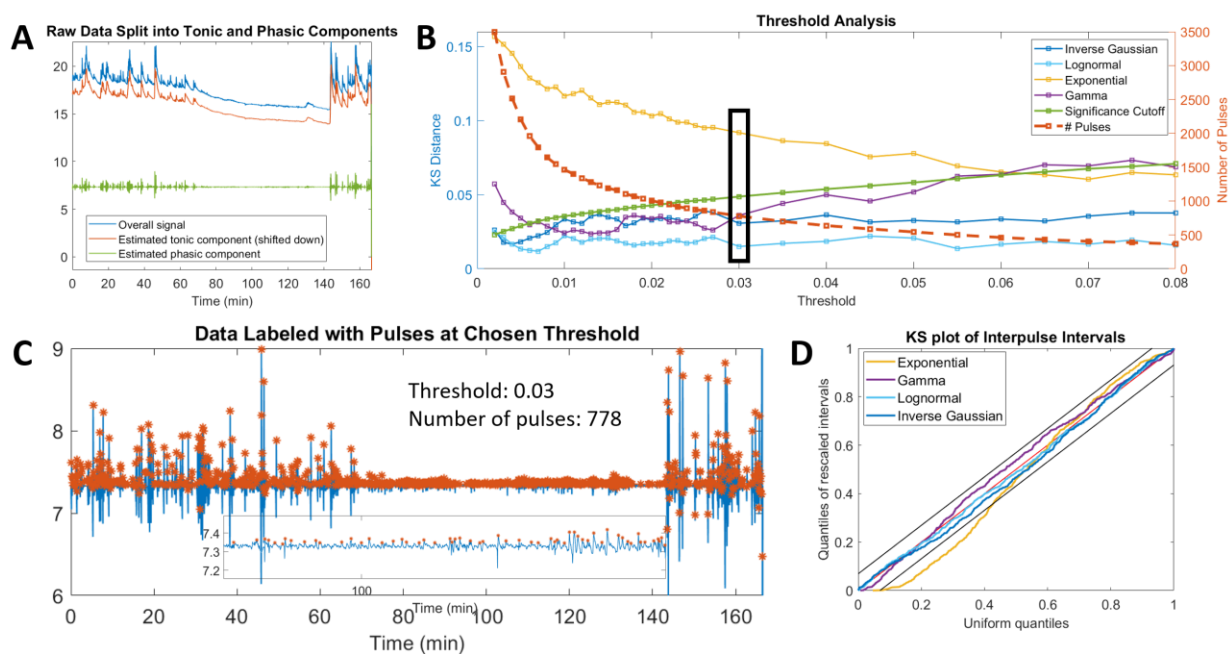 A
Raw Data Split into Tonic and Phasic Components
20
15
10
5
0
Overall signal
Estimated tonic component (shifted down)
Estimated phasic component
0 20 40 60 80 100 120 140 160
Time (min)
B
Threshold Analysis
0.15
0.1
0.05
0
KS Distance
Inverse Gaussian
Lognormal
Exponential
Gamma
Significance Cutoff
# Pulses
3500
3000
2500
2000
1500
1000
500
0
Number of Pulses
0.01 0.02 0.03 0.04 0.05 0.06 0.07 0.08
Threshold
C
Data Labeled with Pulses at Chosen Threshold
9
8
7
6
Threshold: 0.03
Number of pulses: 778
7.4
7.3
7.2
100
Time (min)
0 20 40 60 80 100 120 140 160
Time (min)
D
KS plot of Interpulse Intervals
1
0.8
0.6
0.4
0.2
0
Quantiles of rescaled intervals
Exponential
Gamma
Lognormal
Inverse Gaussian
0 0.2 0.4 0.6 0.8 1
Uniform quantiles